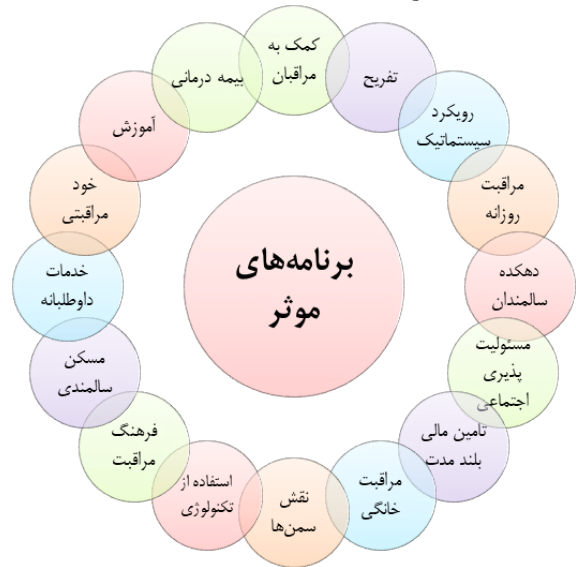 برنامه‌های
موثر
کمک به
مراقبان
تفریح
رویکرد
سیستماتیک
مراقبت
روزانه
دهکده
سالمندان
مسئولیت
پذیری
اجتماعی
تامین مالی
بلند مدت
مراقبت
خانگی
نقش
سمن‌ها
استفاده از
تکنولوژی
فرهنگ
مراقبت
مسکن
سالمندی
خدمات
داوطلبانه
خود
مراقبتی
آموزش
بیمه درمانی